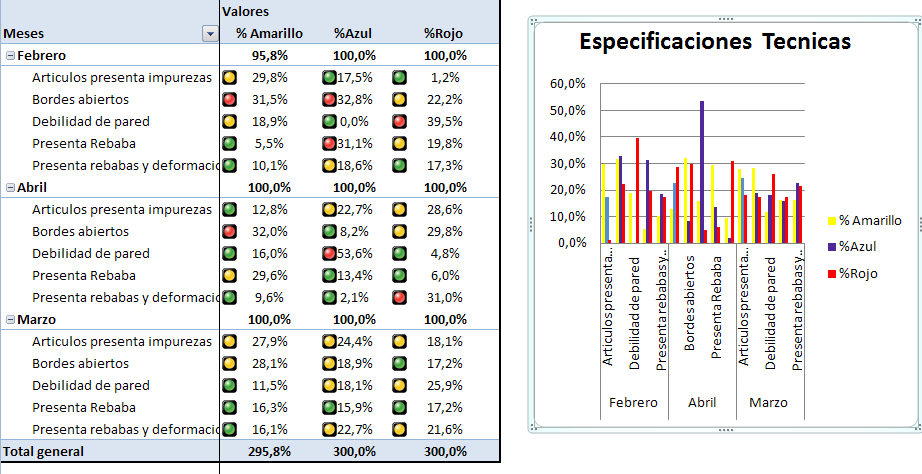 Valores
Meses % Amarillo %Azul %Rojo
Febrero 95,8% 100,0% 100,0%
Articulos presenta impurezas 29,8% 17,5% 1,2%
Bordes abiertos 31,5% 32,8% 22,2%
Debilidad de pared 18,9% 0,0% 39,5%
Presenta Rebaba 5,5% 31,1% 19,8%
Presenta rebabas y deformacio 10,1% 18,6% 17,3%
Abril 100,0% 100,0% 100,0%
Articulos presenta impurezas 12,8% 22,7% 28,6%
Bordes abiertos 32,0% 8,2% 29,8%
Debilidad de pared 16,0% 53,6% 4,8%
Presenta Rebaba 29,6% 13,4% 6,0%
Presenta rebabas y deformacio 9,6% 2,1% 31,0%
Marzo 100,0% 100,0% 100,0%
Articulos presenta impurezas 27,9% 24,4% 18,1%
Bordes abiertos 28,1% 18,9% 17,2%
Debilidad de pared 11,5% 18,1% 25,9%
Presenta Rebaba 16,3% 15,9% 17,2%
Presenta rebabas y deformacio 16,1% 22,7% 21,6%
Total general 295,8% 300,0% 300,0%
Especificaciones Tecnicas
60,0%
50,0%
40,0%
30,0%
20,0%
10,0%
0,0%
% Amarillo
%Azul
%Rojo
Articulos presenta...
Debilidad de pared
Presenta rebabas y...
Bordes abiertos
Presenta Rebaba
Articulos presenta...
Debilidad de pared
Presenta rebabas y...
Febrero
Abril
Marzo